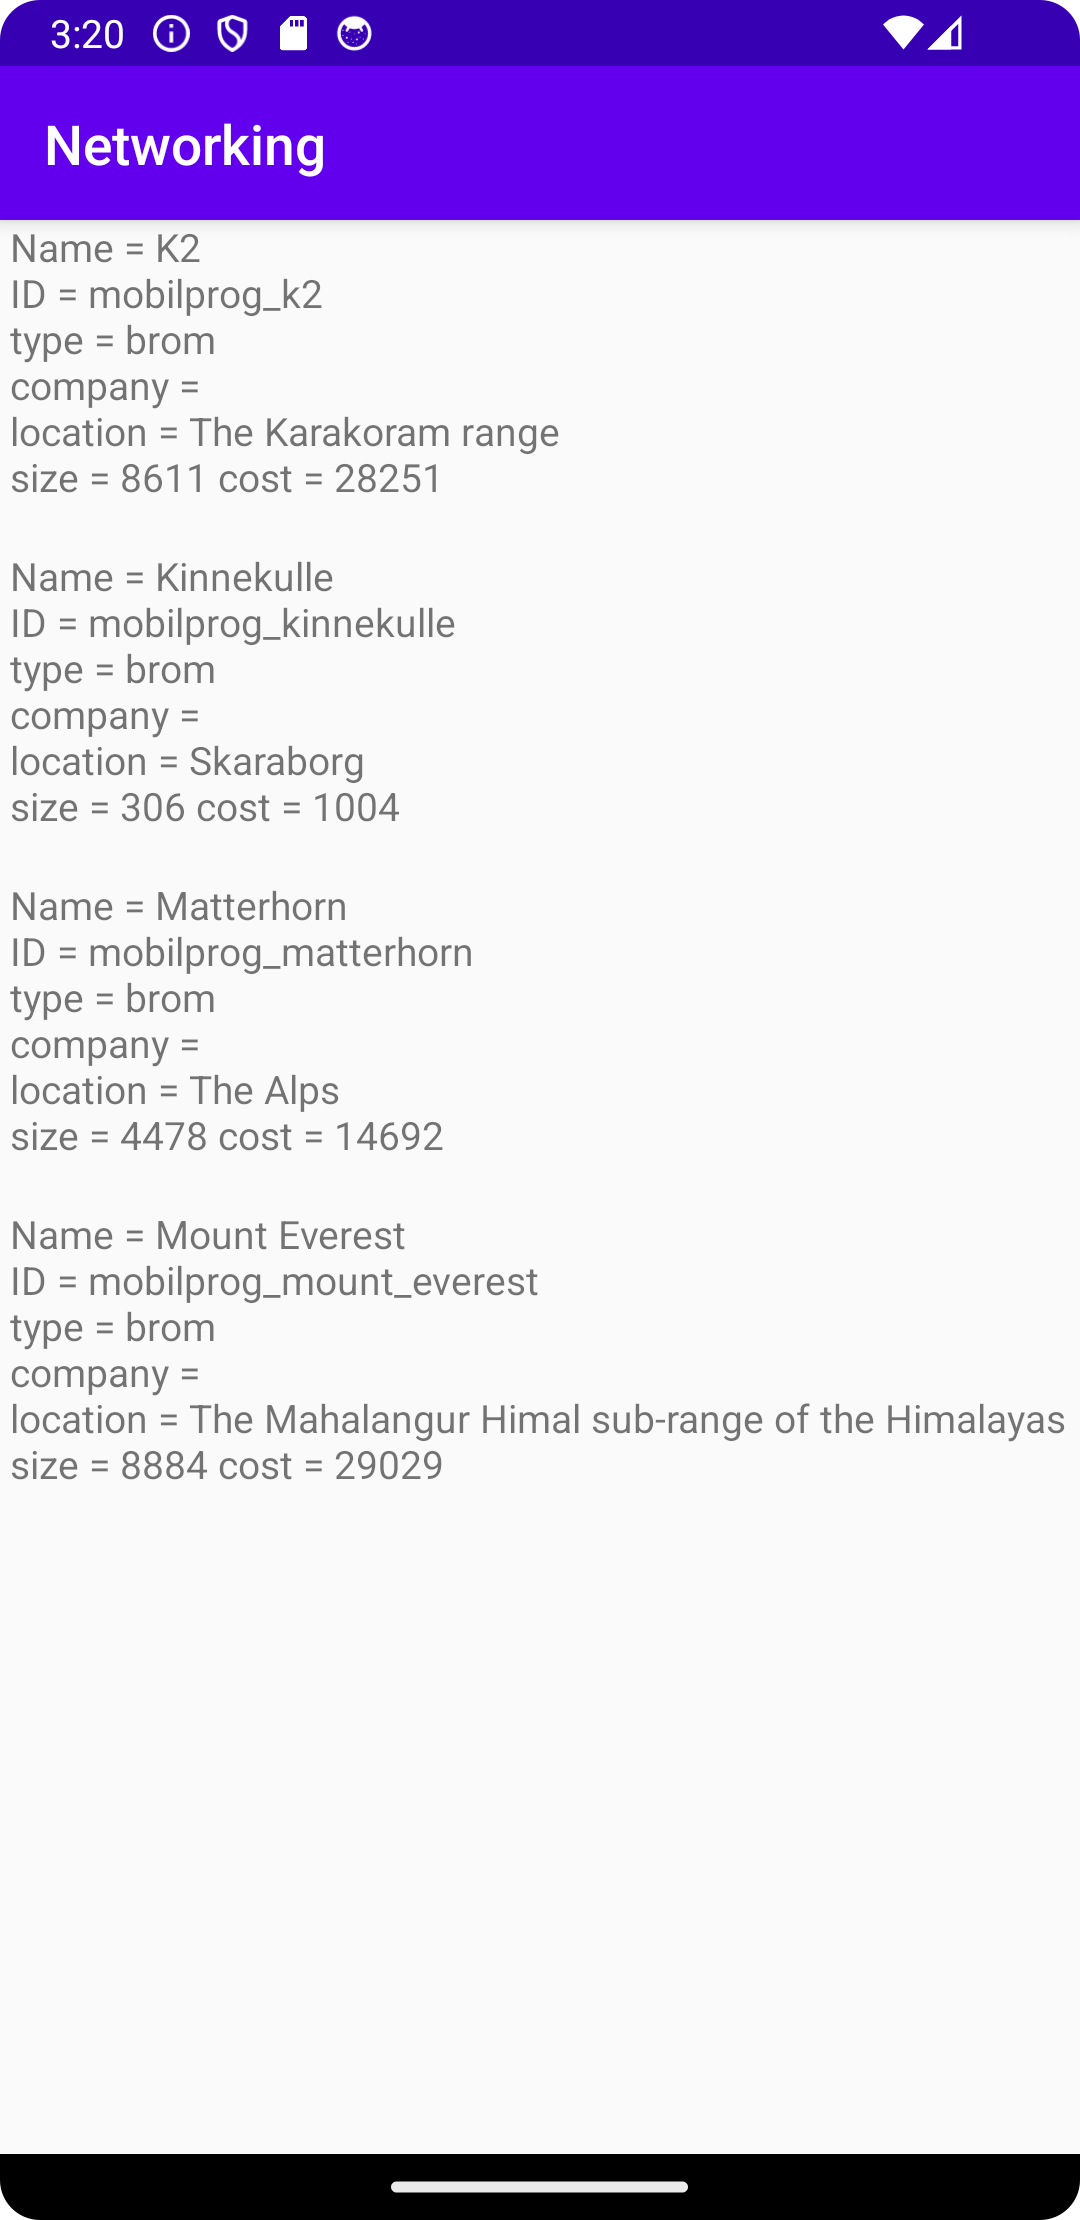 3:20
Networking
Name = K2
ID = mobilprog_k2
type = brom
company =
location = The Karakoram range
size = 8611 cost = 28251
Name = Kinnekulle
ID = mobilprog_kinnekulle
type = brom
company =
location = Skaraborg
size = 306 cost = 1004
Name = Matterhorn
ID = mobilprog_matterhorn
type = brom
company =
location = The Alps
size = 4478 cost = 14692
Name = Mount Everest
ID = mobilprog_mount_everest
type = brom
company =
location = The Mahalangur Himal sub-range of the Himalayas
size = 8884 cost = 29029